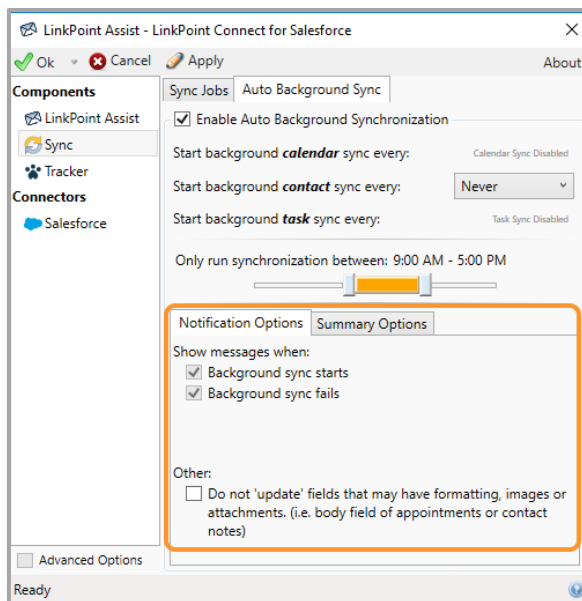 LinkPoint Assist - LinkPoint Connect for Salesforce
Ok Cancel Apply About
Components
LinkPoint Assist
Sync
Tracker
Connectors
Salesforce
Advanced Options
Sync Jobs Auto Background Sync
Enable Auto Background Synchronization
Start background calendar sync every: Calendar Sync Disabled
Start background contact sync every: Never
Start background task sync every: Task Sync Disabled
Only run synchronization between: 9:00 AM - 5:00 PM
Notification Options Summary Options
Show messages when:
Background sync starts
Background sync fails
Other:
Do not 'update' fields that may have formatting, images or
attachments. (i.e. body field of appointments or contact
notes)
Ready